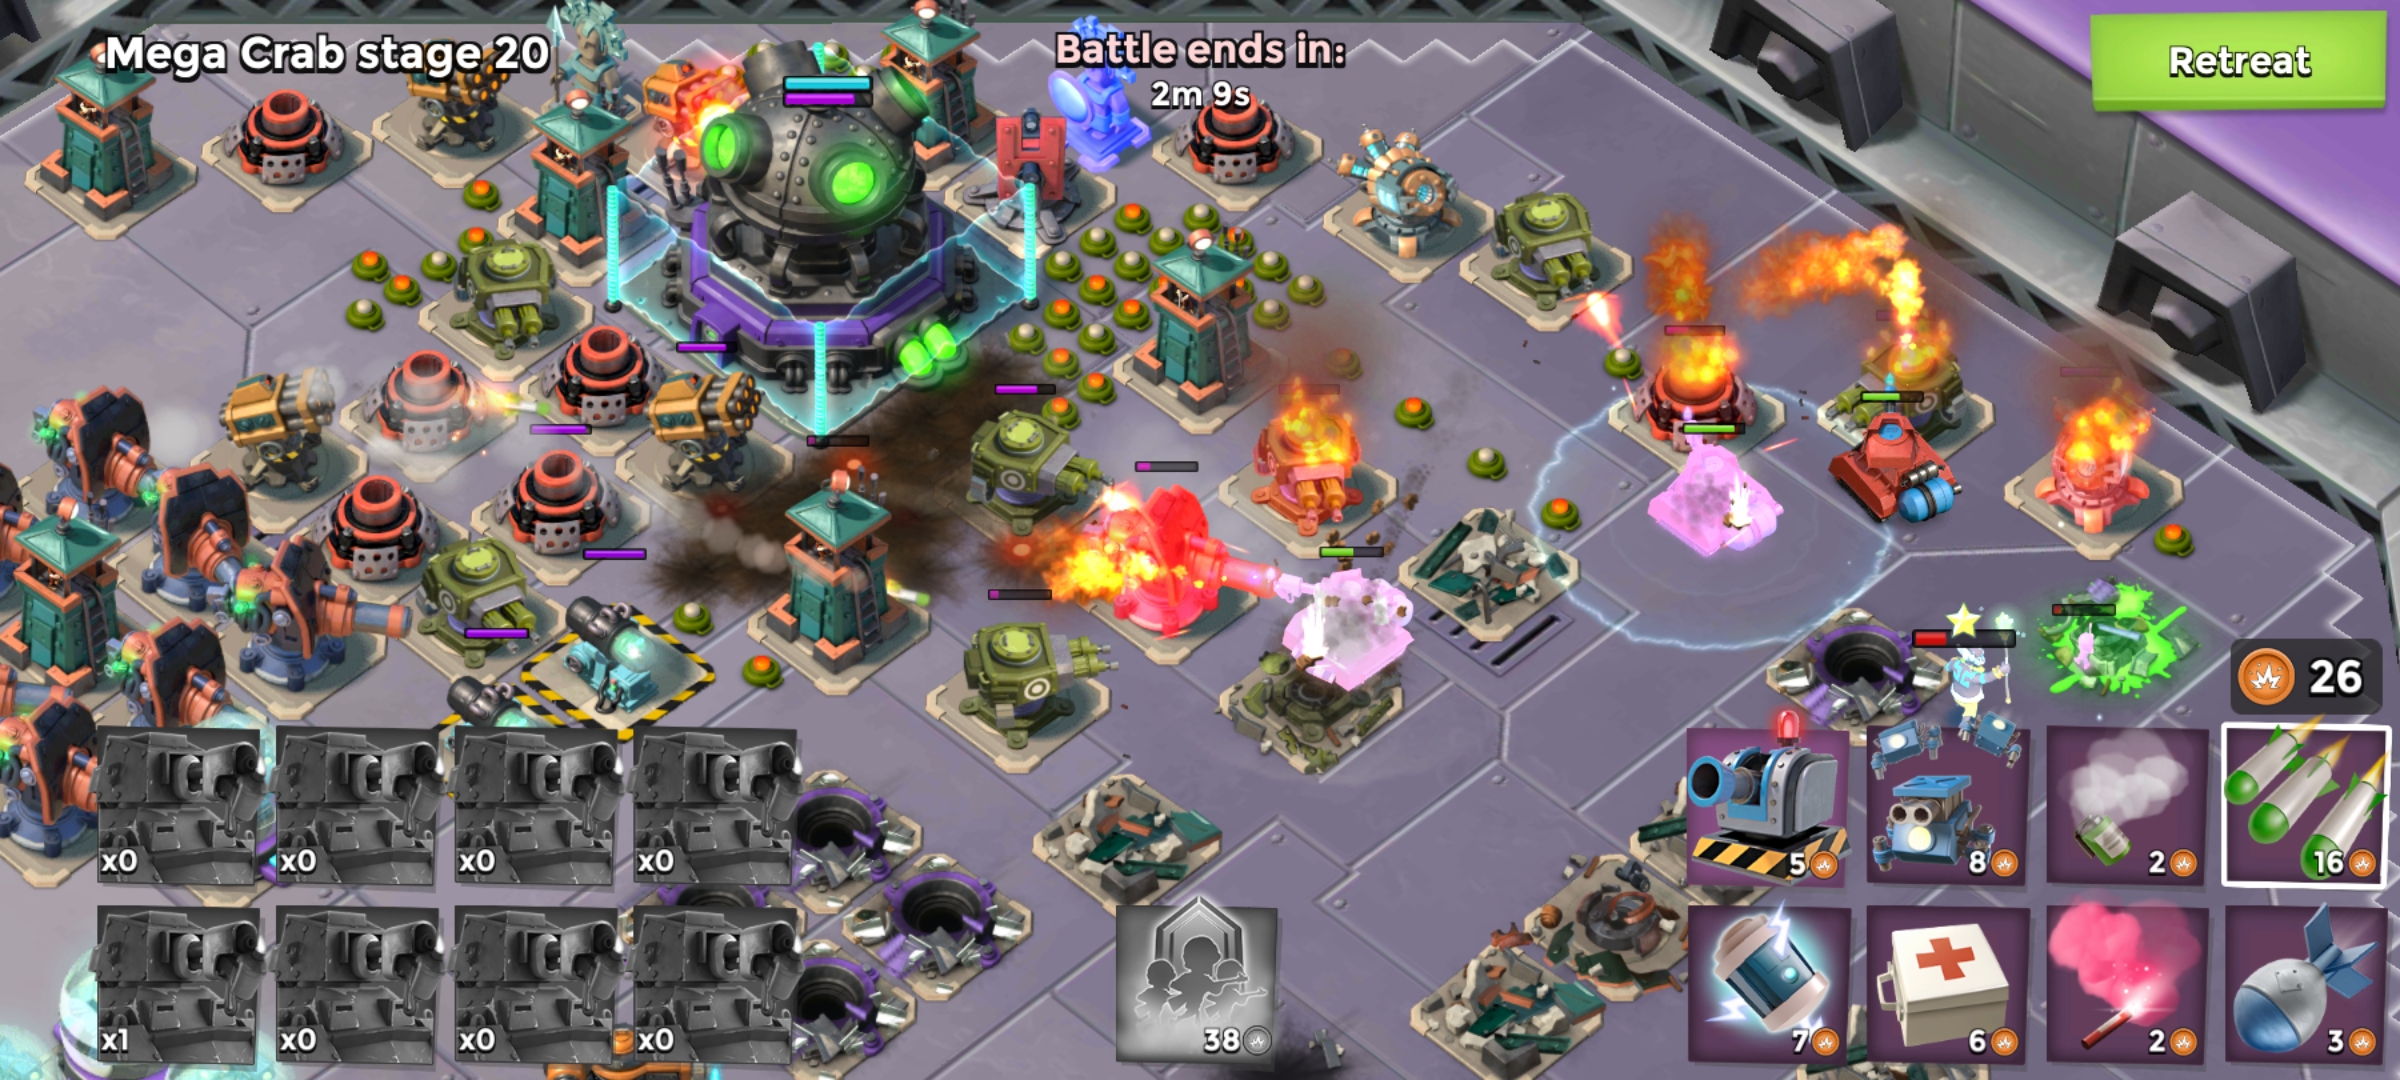 Mega Crab stage 20
Battle ends in:
2m 9s
Retreat
26
x0 x0 x0 x0
5 8 2 16
x1 x0 x0 x0
38
7 6 2 3